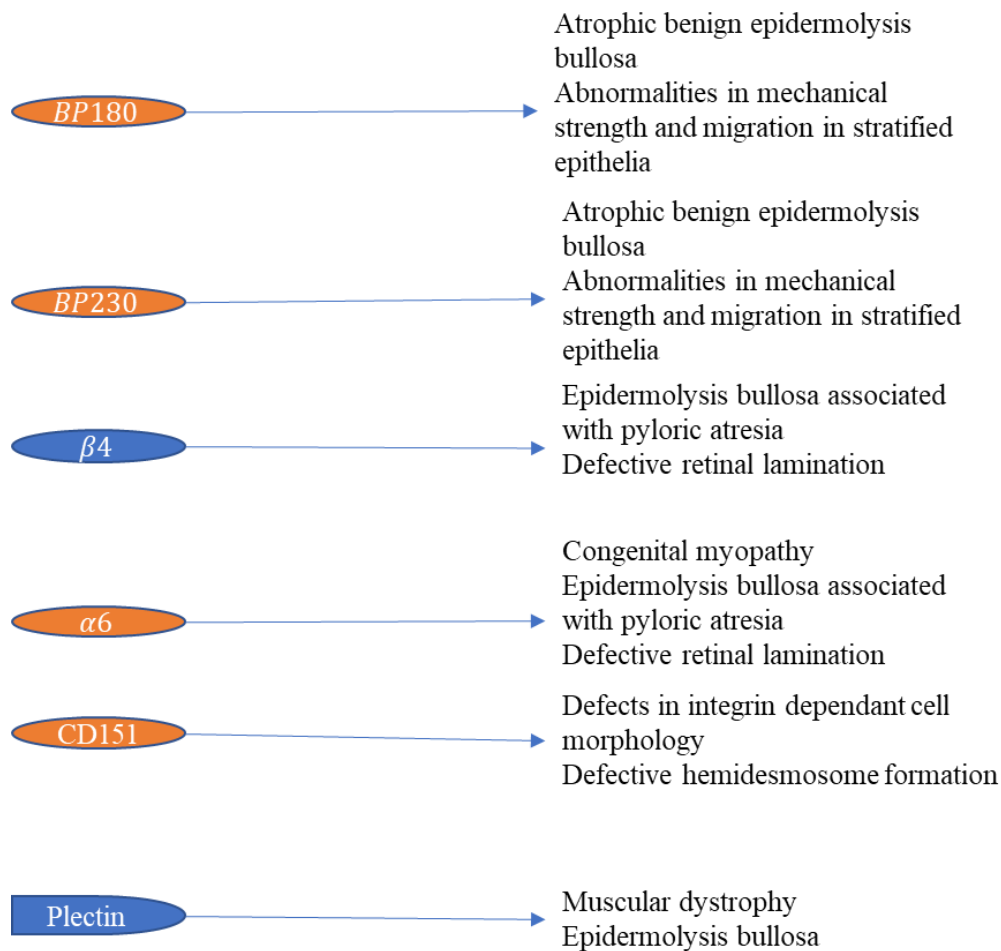 BP180
Atrophic benign epidermolysis
bullosa
Abnormalities in mechanical
strength and migration in stratified
epithelia
BP230
Atrophic benign epidermolysis
bullosa
Abnormalities in mechanical
strength and migration in stratified
epithelia
β4
Epidermolysis bullosa associated
with pyloric atresia
Defective retinal lamination
α6
Congenital myopathy
Epidermolysis bullosa associated
with pyloric atresia
Defective retinal lamination
CD151
Defects in integrin dependant cell
morphology
Defective hemidesmosome formation
Plectin
Muscular dystrophy
Epidermolysis bullosa